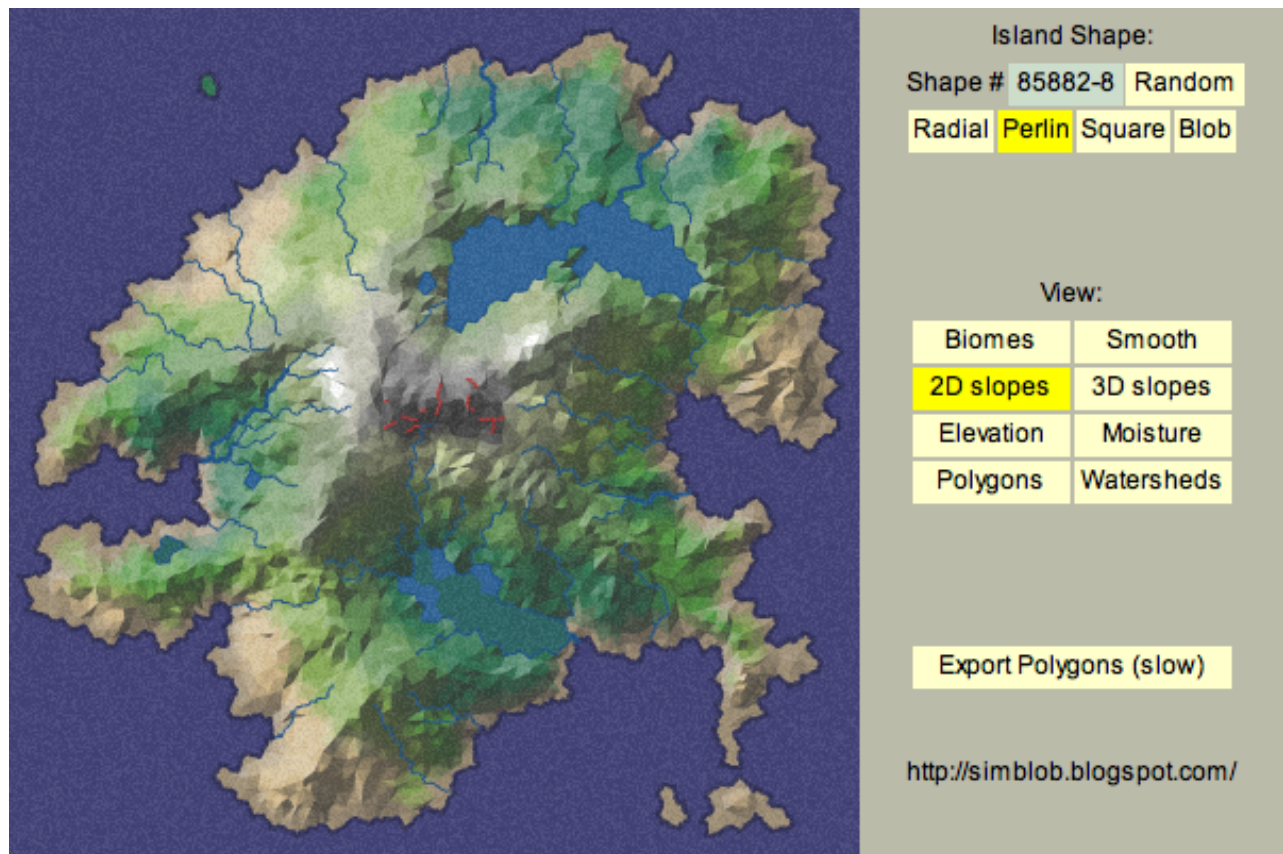 Island Shape:
Shape # 85882-8 Random
Radial Perlin Square Blob
View:
Biomes Smooth
2D slopes 3D slopes
Elevation Moisture
Polygons Watersheds
Export Polygons (slow)
http://simblob.blogspot.com/